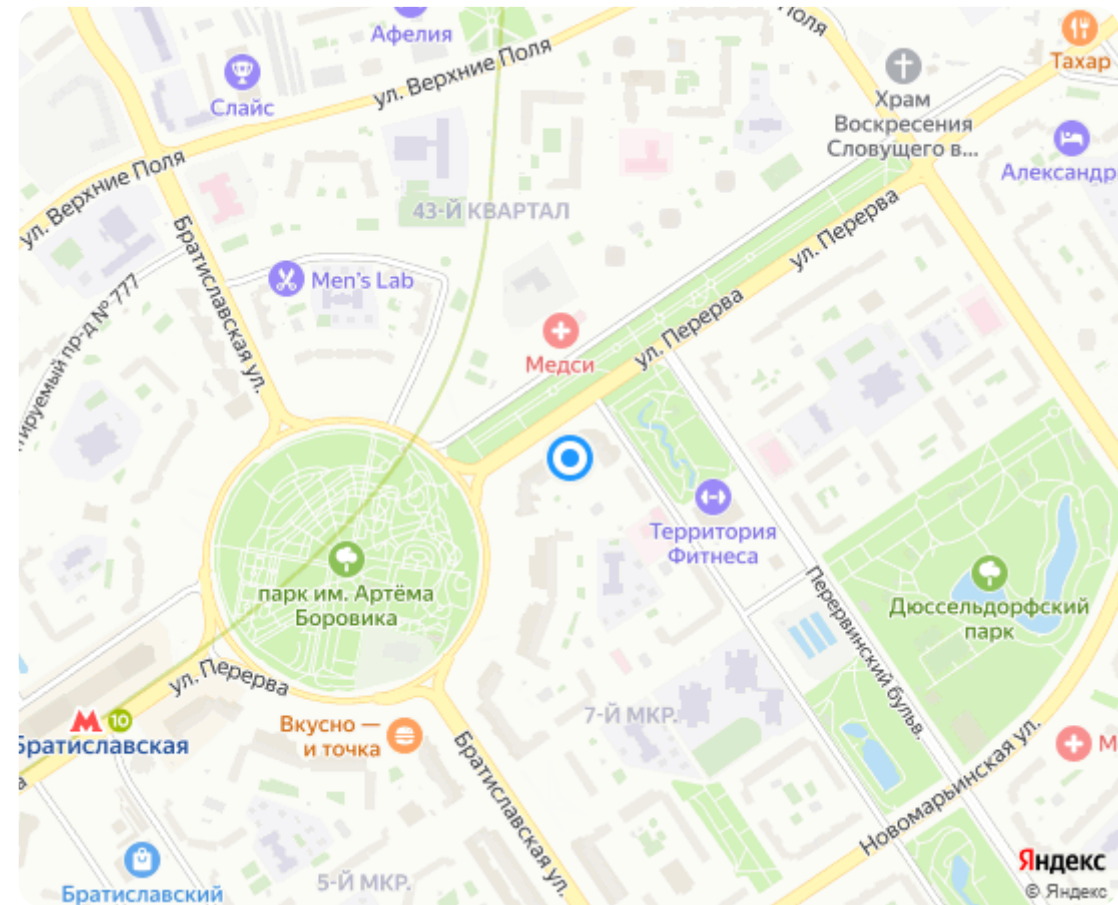 Афелия
ул. Верхние Поля
Тахар
Слайс
Храм
Воскресения
Словущего в...
Александр
ул. Верхние Поля
43-Й КВАРТАЛ
Братиславская ул.
ул. Перерва
Men's Lab
тируемый пр-д № 777
ул. Перерва
Медси
Территория
Фитнеса
парк им. Артёма
Боровика
Дюссельдорфский
парк
Перервинский бульв.
ул. Перерва
10
Братиславская
Вкусно —
и точка
7-Й МКР.
Братиславская ул.
Новомарьинская ул.
М
Яндекс
© Яндекс
5-Й МКР.
Братиславский